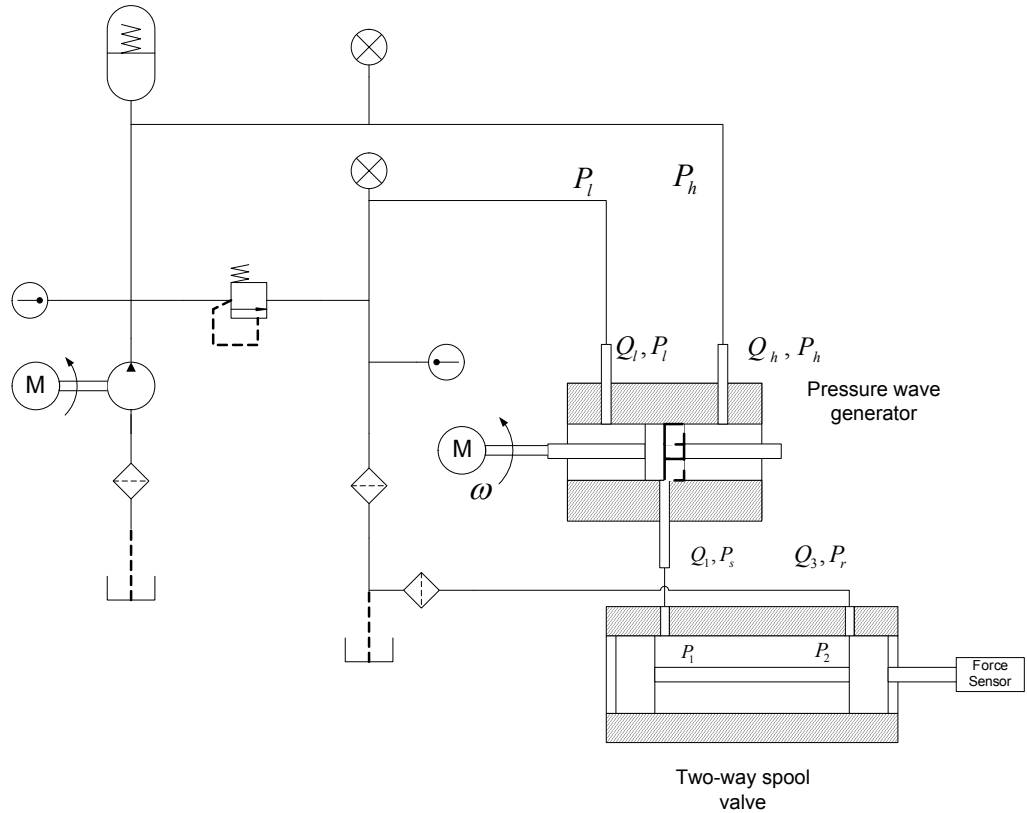 P_l
P_h
M
Q_l, P_l
Q_h, P_h
Pressure wave
generator
M
ω
Q_1, P_s
Q_3, P_r
P_1
P_2
Force
Sensor
Two-way spool
valve